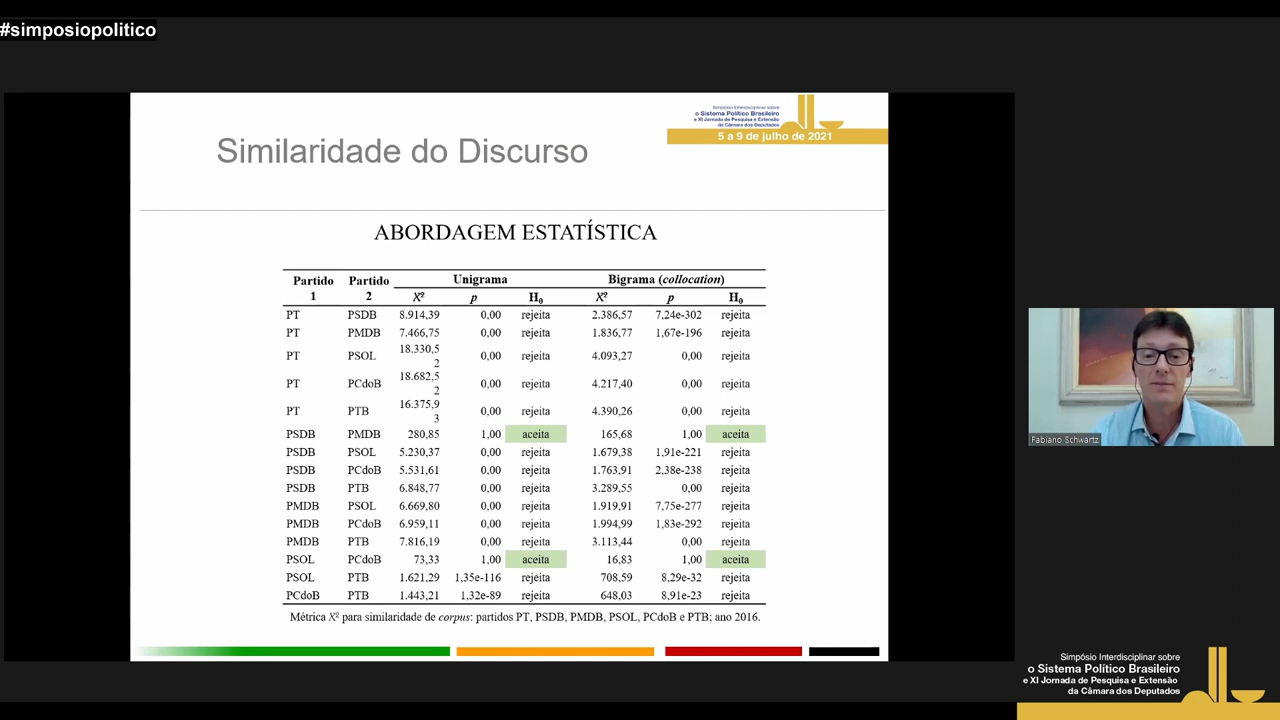 #simposiopolitico
Simpósio Interdisciplinar sobre
o Sistema Político Brasileiro
e XI Jornada de Pesquisa e Extensão
da Câmara dos Deputados
5 a 9 de julho de 2021
Similaridade do Discurso
ABORDAGEM ESTATÍSTICA
Partido 1 Partido 2 Unigrama Bigrama (collocation)
X² p H₀ X² p H₀
PT PSDB 8.914,39 0,00 rejeita 2.386,57 7,24e-302 rejeita
PT PMDB 7.466,75 0,00 rejeita 1.836,77 1,67e-196 rejeita
PT PSOL 18.330,52 0,00 rejeita 4.093,27 0,00 rejeita
PT PCdoB 18.682,52 0,00 rejeita 4.217,40 0,00 rejeita
PT PTB 16.375,93 0,00 rejeita 4.390,26 0,00 rejeita
PSDB PMDB 280,85 1,00 aceita 165,68 1,00 aceita
PSDB PSOL 5.230,37 0,00 rejeita 1.679,38 1,91e-221 rejeita
PSDB PCdoB 5.531,61 0,00 rejeita 1.763,91 2,38e-238 rejeita
PSDB PTB 6.848,77 0,00 rejeita 3.289,55 0,00 rejeita
PMDB PSOL 6.669,80 0,00 rejeita 1.919,91 7,75e-277 rejeita
PMDB PCdoB 6.959,11 0,00 rejeita 1.994,99 1,83e-292 rejeita
PMDB PTB 7.816,19 0,00 rejeita 3.113,44 0,00 rejeita
PSOL PCdoB 73,33 1,00 aceita 16,83 1,00 aceita
PSOL PTB 1.621,29 1,35e-116 rejeita 708,59 8,29e-32 rejeita
PCdoB PTB 1.443,21 1,32e-89 rejeita 648,03 8,91e-23 rejeita
Métrica X² para similaridade de corpus: partidos PT, PSDB, PMDB, PSOL, PCdoB e PTB; ano 2016.
Fabiano Schwartz
Simpósio Interdisciplinar sobre
o Sistema Político Brasileiro
e XI Jornada de Pesquisa e Extensão
da Câmara dos Deputados